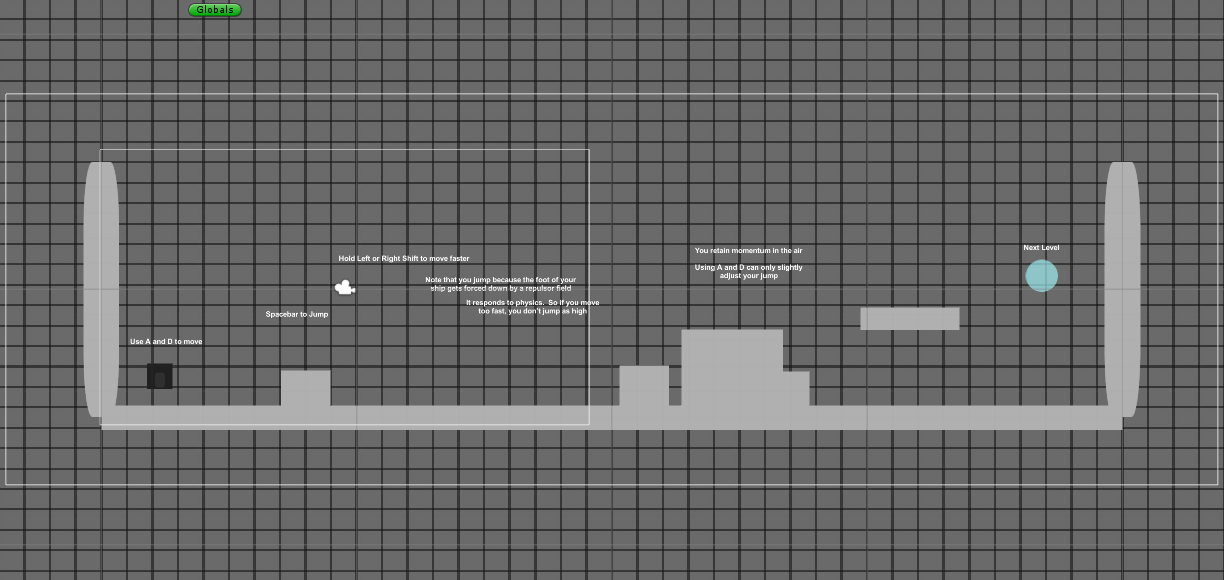 Globals
Hold Left or Right Shift to move faster
Note that you jump because the foot of your
ship gets forced down by a repulsor field
It responds to physics. So if you move
too fast, you don't jump as high
Spacebar to Jump
Use A and D to move
You retain momentum in the air
Using A and D can only slightly
adjust your jump
Next Level